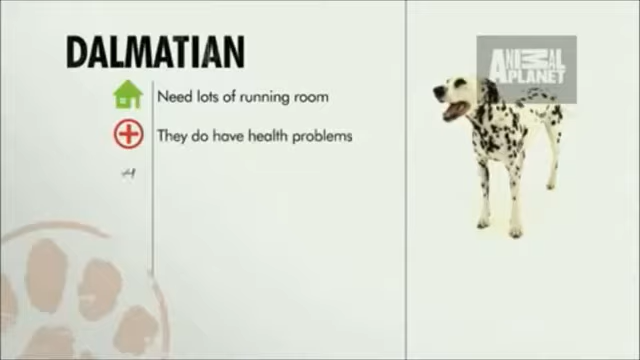 DALMATIAN
Need lots of running room
They do have health problems
ANIMAL
PLANET